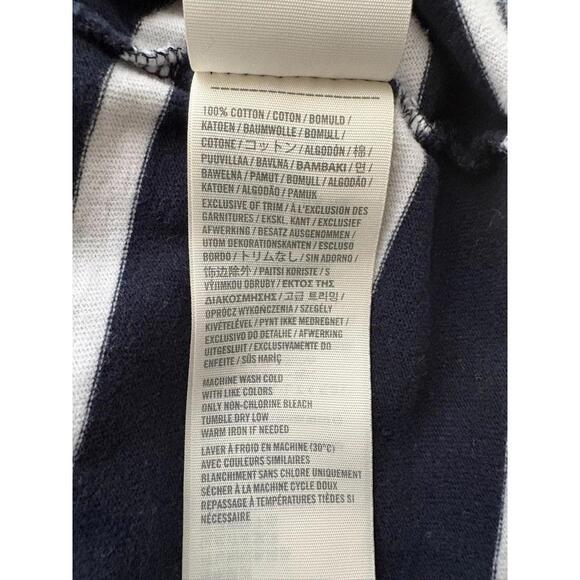 100% COTTON / COTON / BOMULD /
KATOEN / BAUMWOLLE / BOMULL /
COTONE / コットン / ALGODÓN / 棉 /
PUUVILLAA / BAVLNA / ΒΑΜΒΑΚΙ / 면 /
BAWEŁNA / PAMUT / BOMULL / ALGODÃO /
KATOEN / ALGODÃO / PAMUK
EXCLUSIVE OF TRIM / À L'EXCLUSION DES
GARNITURES / EKSKL. KANT / EXCLUSIEF
AFWERKING / BESATZ AUSGENOMMEN /
UTOM DEKORATIONSKANTEN / ESCLUSO
BORDO / トリムなし / SIN ADORNO /
饰边除外 / PAITSI KORISTE / S
VÝJIMKOU OBRUBY / ΕΚΤΟΣ ΤΗΣ
ΔΙΑΚΟΣΜΗΣΗΣ / 고급 트리밍 /
OPRÓCZ WYKOŃCZENIA / SZEGÉLY
KIVÉTELÉVEL / PYNT IKKE MEDREGNET /
EXCLUSIVO DO DETALHE / AFWERKING
UITGESLUIT / EXCLUSIVAMENTE DO
ENFEITE / SÜS HARİÇ
MACHINE WASH COLD
WITH LIKE COLORS
ONLY NON-CHLORINE BLEACH
TUMBLE DRY LOW
WARM IRON IF NEEDED
LAVER À FROID EN MACHINE (30°C)
AVEC COULEURS SIMILAIRES
BLANCHIMENT SANS CHLORE UNIQUEMENT
SÉCHER À LA MACHINE CYCLE DOUX
REPASSAGE À TEMPÉRATURES TIÈDES SI
NÉCESSAIRE